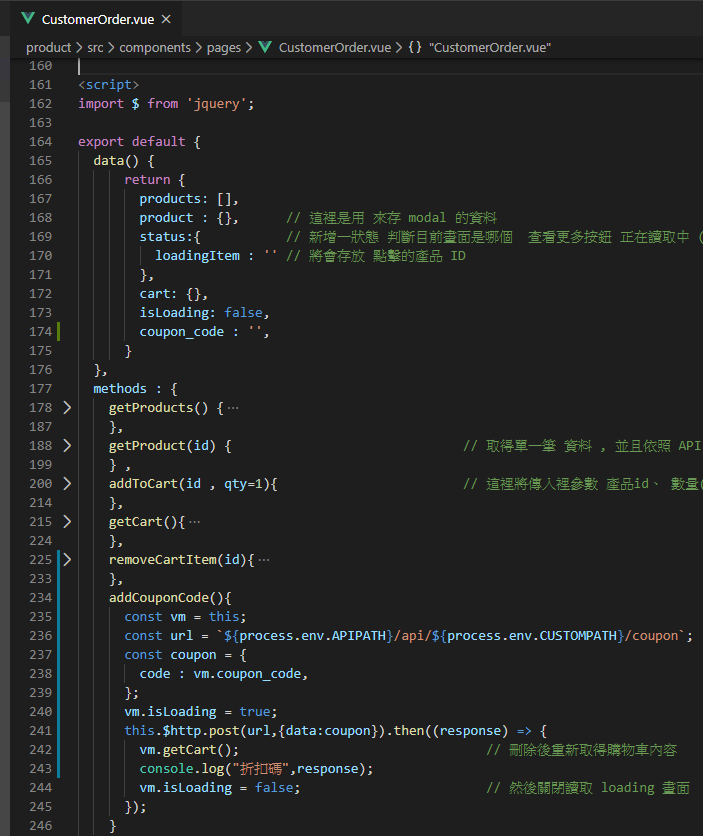 CustomerOrder.vue ×
product > src > components > pages > CustomerOrder.vue > {} "CustomerOrder.vue"
160
161 <script>
162 import $ from 'jquery';
163
164 export default {
165 data() {
166 return {
167 products: [],
168 product : {}, // 這裡是用 來存 modal 的資料
169 status:{ // 新增一狀態 判斷目前畫面是哪個 查看更多按鈕 正在讀取中 (
170 loadingItem : '' // 將會存放 點擊的產品 ID
171 },
172 cart: {},
173 isLoading: false,
174 coupon_code : '',
175 }
176 },
177 methods : {
178 getProducts() { ⋯
187 },
188 getProduct(id) { // 取得單一筆 資料 , 並且依照 API
199 } ,
200 addToCart(id , qty=1){ // 這裡將傳入裡參數 產品id、 數量(
214 },
215 getCart(){ ⋯
224 },
225 removeCartItem(id){ ⋯
233 },
234 addCouponCode(){
235 const vm = this;
236 const url = `${process.env.APIPATH}/api/${process.env.CUSTOMPATH}/coupon`;
237 const coupon = {
238 code : vm.coupon_code,
239 };
240 vm.isLoading = true;
241 this.$http.post(url,{data:coupon}).then((response) => {
242 vm.getCart(); // 刪除後重新取得購物車內容
243 console.log("折扣碼",response);
244 vm.isLoading = false; // 然後關閉讀取 loading 畫面
245 });
246 }